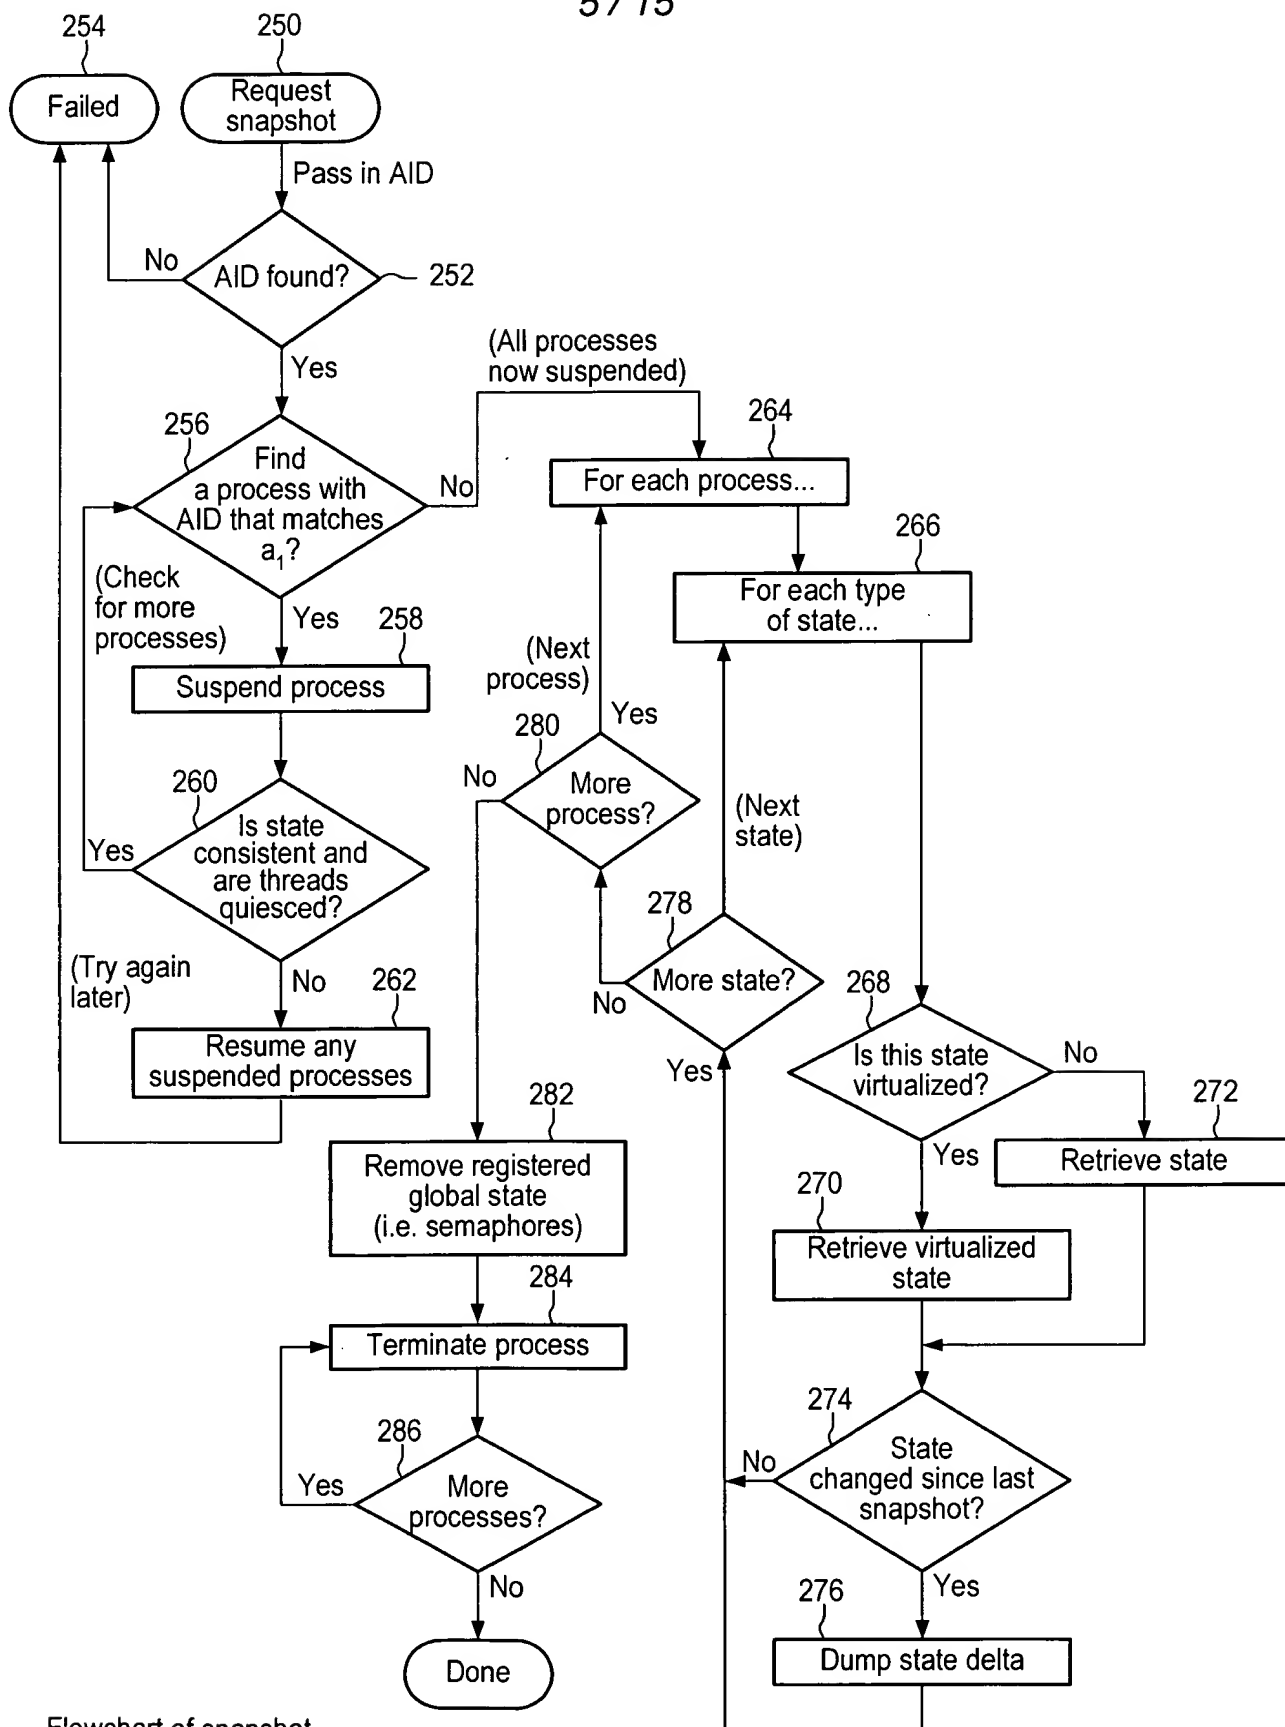 5/15
254
250
Failed
Request
snapshot
Pass in AID
No
AID found?
252
Yes
(All processes
now suspended)
256
Find
a process with
AID that matches
a1?
No
264
For each process...
266
For each type
of state...
(Check
for more
processes)
Yes
258
Suspend process
(Next
process)
Yes
280
No
More
process?
(Next
state)
260
Is state
consistent and
are threads
quiesced?
Yes
278
More state?
No
Yes
(Try again
later)
No
262
Resume any
suspended processes
268
Is this state
virtualized?
No
272
Retrieve state
Yes
270
Retrieve virtualized
state
282
Remove registered
global state
(i.e. semaphores)
284
Terminate process
286
More
processes?
Yes
No
Done
274
State
changed since last
snapshot?
No
Yes
276
Dump state delta
Flowchart of snapshot